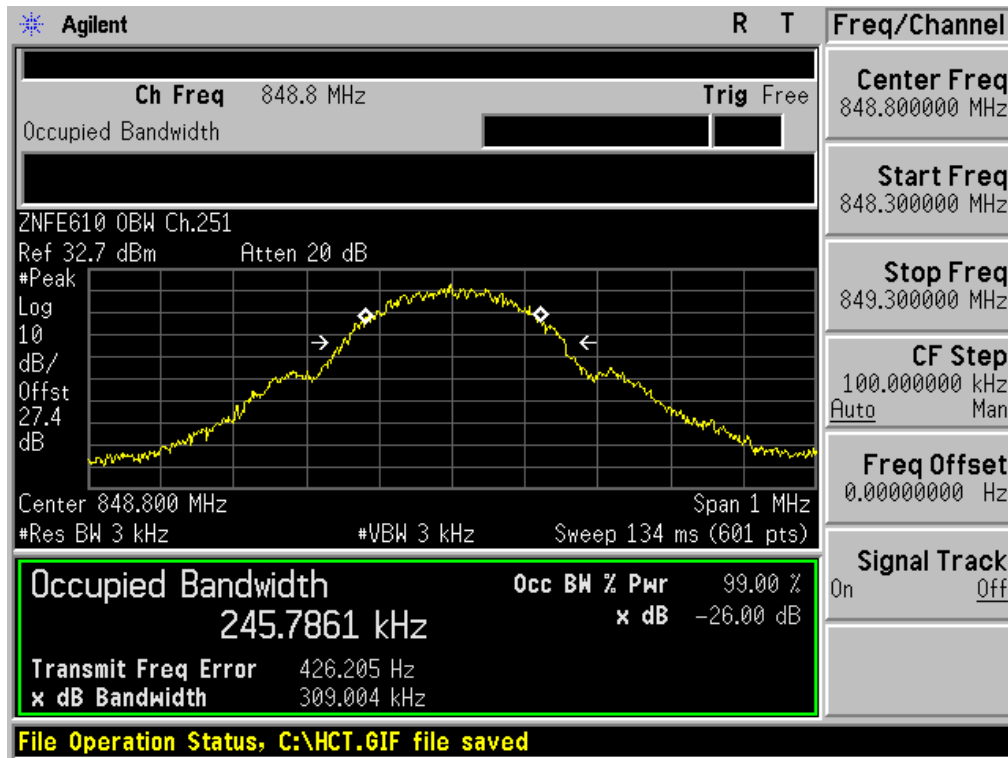 Agilent R T Freq/Channel
Ch Freq 848.8 MHz Trig Free
Occupied Bandwidth
Center Freq
848.800000 MHz
Start Freq
848.300000 MHz
Stop Freq
849.300000 MHz
CF Step
100.000000 kHz
Auto Man
Freq Offset
0.00000000 Hz
Signal Track
On Off
ZNFE610 OBW Ch.251
Ref 32.7 dBm Atten 20 dB
#Peak
Log
10
dB/
Offst
27.4
dB
Center 848.800 MHz Span 1 MHz
#Res BW 3 kHz #VBW 3 kHz Sweep 134 ms (601 pts)
Occupied Bandwidth Occ BW % Pwr 99.00 %
245.7861 kHz x dB -26.00 dB
Transmit Freq Error 426.205 Hz
x dB Bandwidth 309.004 kHz
File Operation Status, C:\HCT.GIF file saved